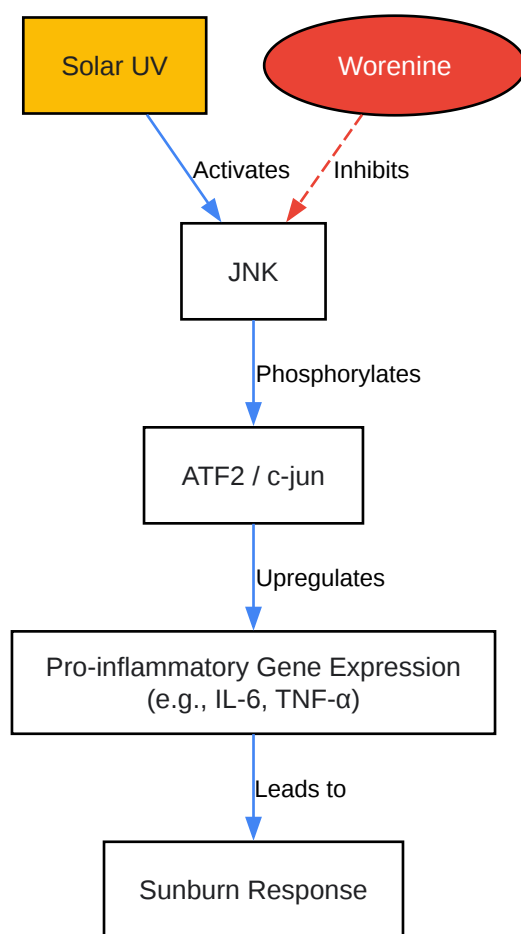 Solar UV
Worenine
Activates
Inhibits
JNK
Phosphorylates
ATF2 / c-jun
Upregulates
Pro-inflammatory Gene Expression
(e.g., IL-6, TNF-α)
Leads to
Sunburn Response